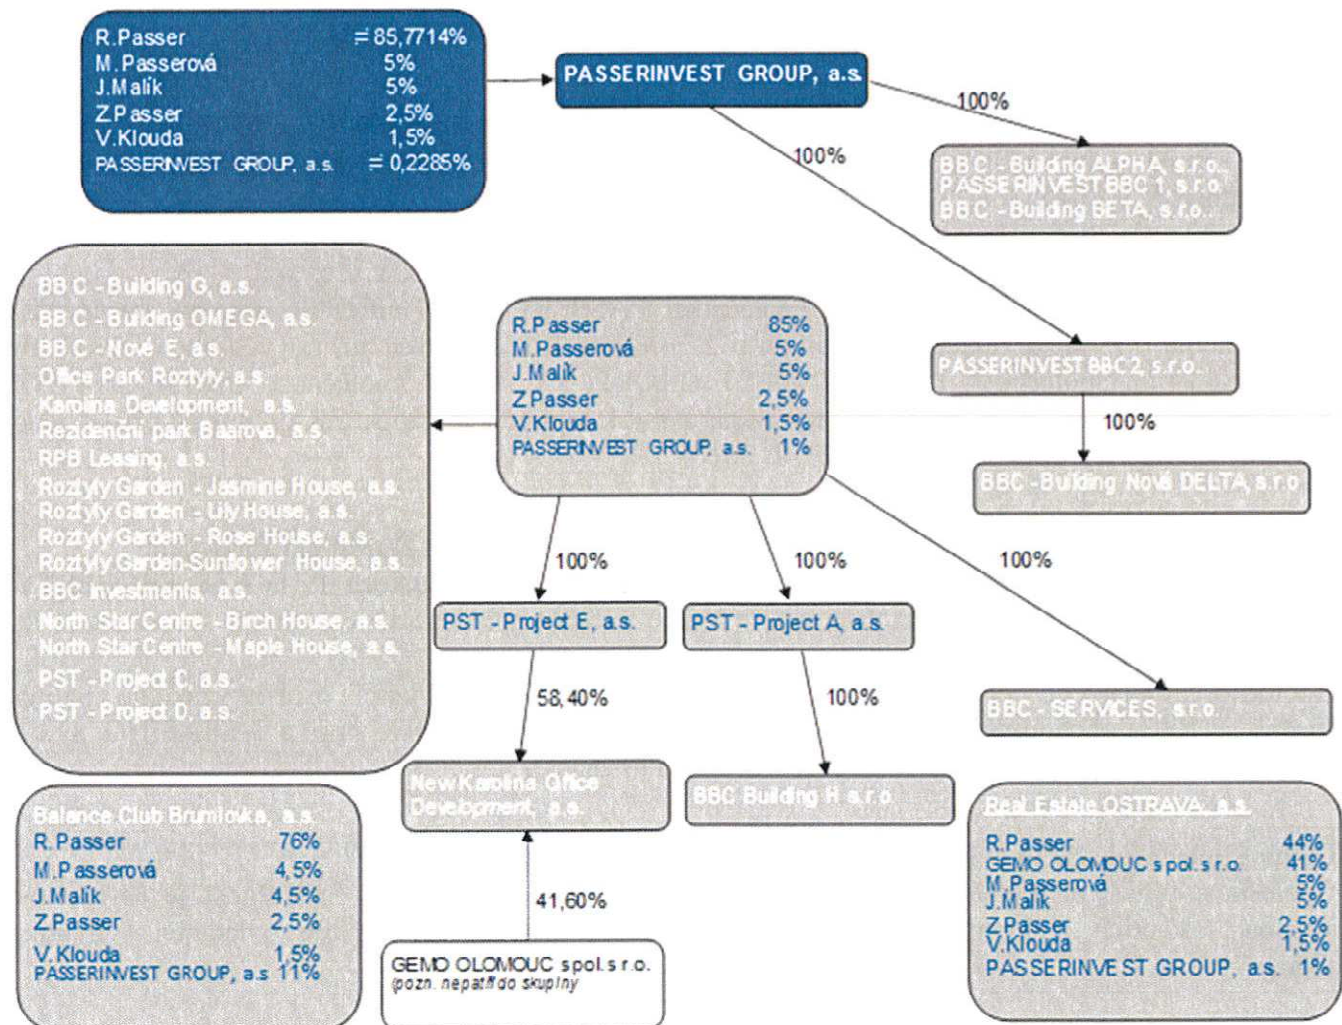 R.Passer ≐ 85,7714%
M.Passerová 5%
J.Malík 5%
Z.Passer 2,5%
V.Klouda 1,5%
PASSERINVEST GROUP, a.s. ≐ 0,2285%
PASSERINVEST GROUP, a.s.
100%
100%
BBC - Building ALPHA, s.r.o.,
PASSERINVEST BBC 1, s.r.o.,
BBC - Building BETA, s.r.o.
BB C - Building G, a.s.
BB C - Building OMEGA, a.s.
BB C - Nové E, a.s.
Office Park Roztyly, a.s
Karolina Development, a.s.
Rezidenční park Baarova, a.s.
RPB Leasing, a.s.
Roztyly Garden - Jasmine House, a.s.
Roztyly Garden - Lily House, a.s.
Roztyly Garden - Rose House, a.s
Roztyly Garden-Sunflower House, a.s.
BBC Investments, a.s.
North Star Centre - Birch House, a.s.
North Star Centre - Maple House, a.s.
PST - Project C, a.s.
PST - Project D, a.s.
R.Passer 85%
M.Passerová 5%
J.Malík 5%
Z.Passer 2,5%
V.Klouda 1,5%
PASSERINVEST GROUP, a.s. 1%
PASSERINVEST BBC2, s.r.o.
100%
BBC - Building Nová DELTA, s.r.o
100%
100%
100%
PST - Project E, a.s.
PST - Project A, a.s.
58,40%
100%
BBC - SERVICES, s.r.o.
New Karolina Office
Development, a.s.
BBC Building H s.r.o.
41,60%
GEMO OLOMOUC spol. s r.o.
(pozn. nepatří do skupiny
Balance Club Brumlovka, a.s.
R.Passer 76%
M.Passerová 4,5%
J.Malík 4,5%
Z.Passer 2,5%
V.Klouda 1,5%
PASSERINVEST GROUP, a.s 11%
Real Estate OSTRAVA, a.s.
R.Passer 44%
GEMO OLOMOUC spol. s r.o. 41%
M.Passerová 5%
J.Malík 5%
Z.Passer 2,5%
V.Klouda 1,5%
PASSERINVEST GROUP, a.s. 1%